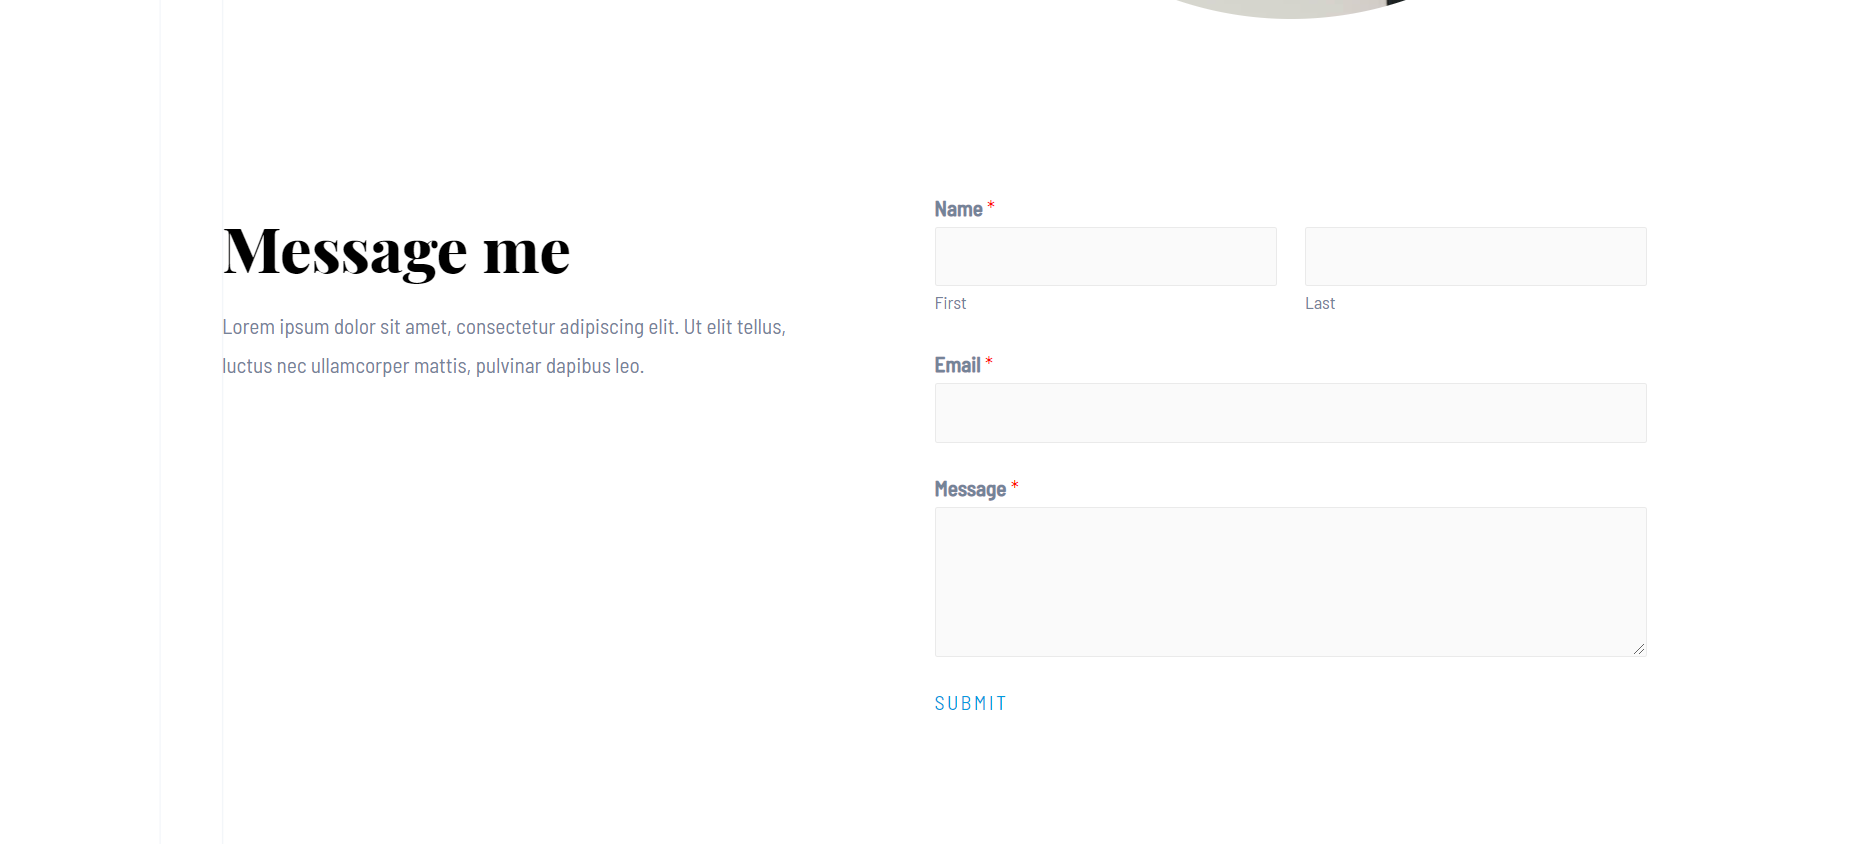 Message me
Lorem ipsum dolor sit amet, consectetur adipiscing elit. Ut elit tellus,
luctus nec ullamcorper mattis, pulvinar dapibus leo.
Name *
First
Last
Email *
Message *
SUBMIT